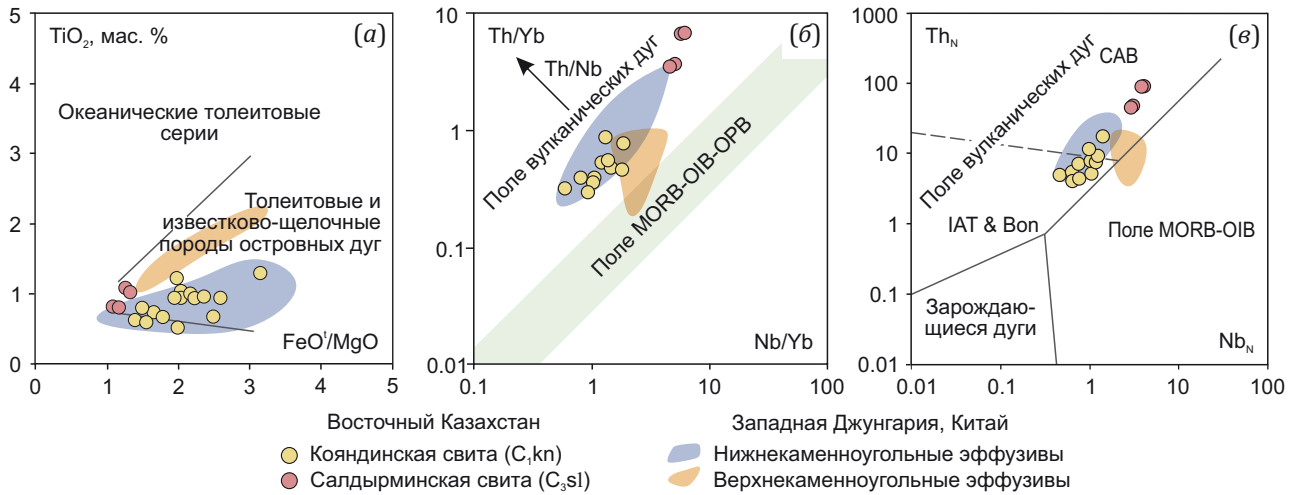 5
4
3
2
1
0
TiO₂, мас. %
(а)
Океанические толеитовые
серии
Толеитовые и
известково-щелочные
породы островных дуг
FeOᵗ/MgO
0
1
2
3
4
5
10
1
0.1
0.01
Th/Yb
(б)
Th/Nb
Поле вулканических дуг
Поле MORB-OIB-OPB
Nb/Yb
0.1
1
10
100
1000
100
10
1
0.1
0.01
Th_N
(в)
CAB
Поле вулканических дуг
IAT & Bon
Поле MORB-OIB
Зарождаю-
щиеся дуги
Nb_N
0.01
0.1
1
10
100
Восточный Казахстан
Кояндинская свита (C₁kn)
Салдырминская свита (C₃sl)
Западная Джунгария, Китай
Нижнекаменноугольные эффузивы
Верхнекаменноугольные эффузивы